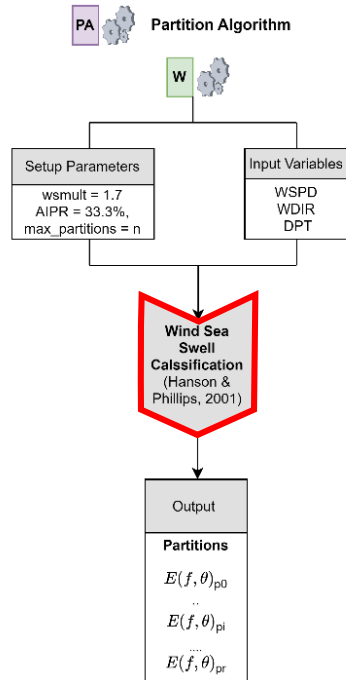 PA Partition Algorithm
W
Setup Parameters
wsmult = 1.7
AIPR = 33.3%,
max_partitions = n
Input Variables
WSPD
WDIR
DPT
Wind Sea
Swell
Calssification
(Hanson &
Phillips, 2001)
Output
Partitions
E(f, θ)p0
..
E(f, θ)pi
....
E(f, θ)pr